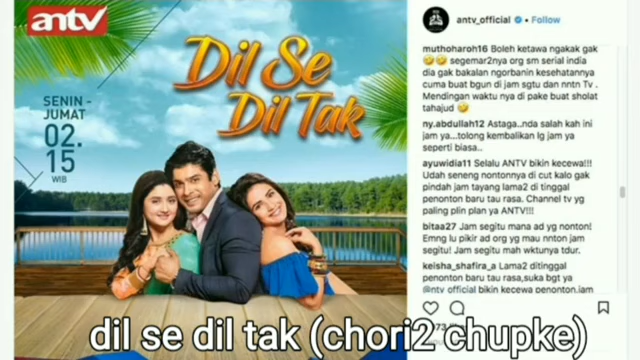 antv
SENIN -
JUMAT
02.
15
WIB
Dil Se
Dil Tak
antv_official • Follow
muthoharoh16 Boleh ketawa ngakak gak
🤣🤣 segemar2nya org sm serial india
dia gak bakalan ngorbanin kesehatannya
cuma buat bgun di jam sgtu dan nntn Tv .
Mendingan waktu nya di pake buat sholat
tahajud 🤣
ny.abdullah12 Astaga..nda salah kah ini
jam ya...tolong kembalikan lg jam ya
seperti biasa..
ayuwidia11 Selalu ANTV bikin kecewa!!!
Udah seneng nontonnya di cut kalo gak
pindah jam tayang lama2 di tinggal
penonton baru tau rasa. Channel tv yg
paling plin plan ya ANTV!!!
bitaa27 Jam segitu mana ad yg nonton!
Emng lu pikir ad org yg mau nnton jam
segitu! Jam segitu mah wktunya tdur.
keisha_shafira_a Lama2 ditinggal
penonton baru tau rasa,suka bgt ya
@antv_official bikin kecewa penonton.jam
dil se dil tak (chori2 chupke)